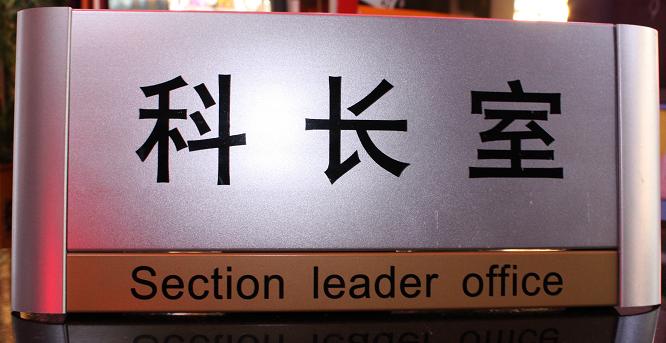 科长室
Section leader office